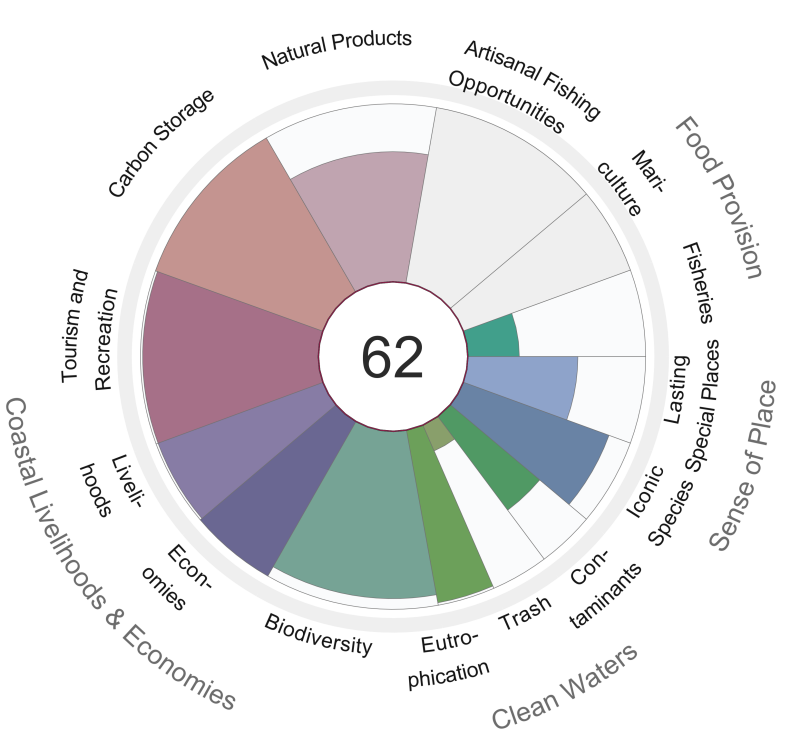 Natural Products
Artisanal Fishing
Opportunities
Mari-
culture
Food Provision
Fisheries
Lasting
Special Places
Iconic
Species
Sense of Place
Con-
taminants
Trash
Clean Waters
Eutro-
phication
Biodiversity
Econ-
omies
Liveli-
hoods
Coastal Livelihoods & Economies
Tourism and
Recreation
Carbon Storage
62